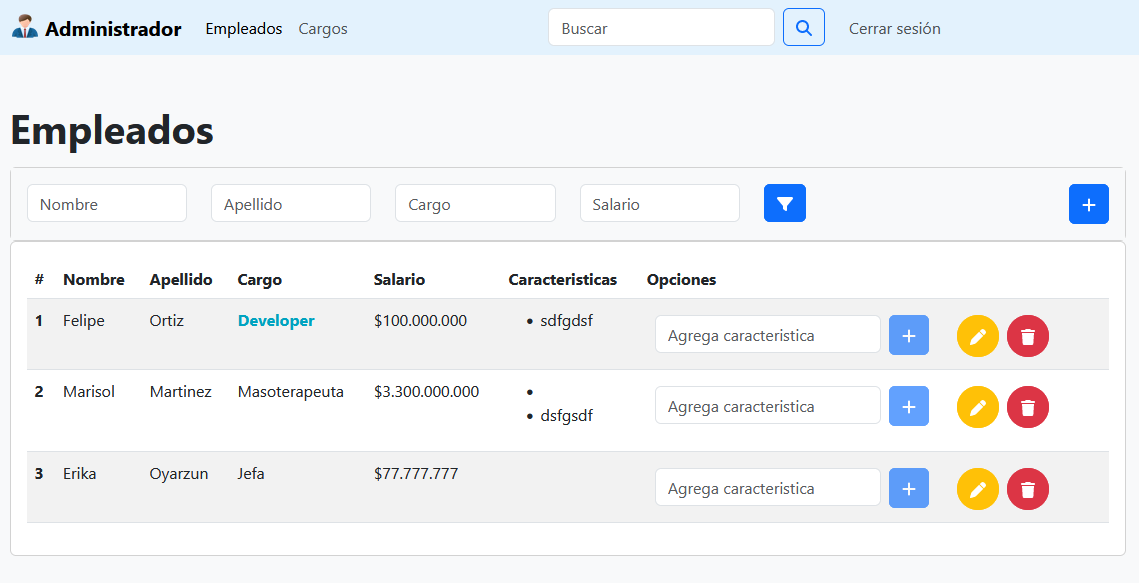 Administrador Empleados Cargos Buscar Cerrar sesión
Empleados
Nombre Apellido Cargo Salario
# Nombre Apellido Cargo Salario Caracteristicas Opciones
1 Felipe Ortiz Developer $100.000.000 • sdfgdsf Agrega caracteristica
2 Marisol Martinez Masoterapeuta $3.300.000.000 • Agrega caracteristica
• dsfgsdf
3 Erika Oyarzun Jefa $77.777.777 Agrega caracteristica